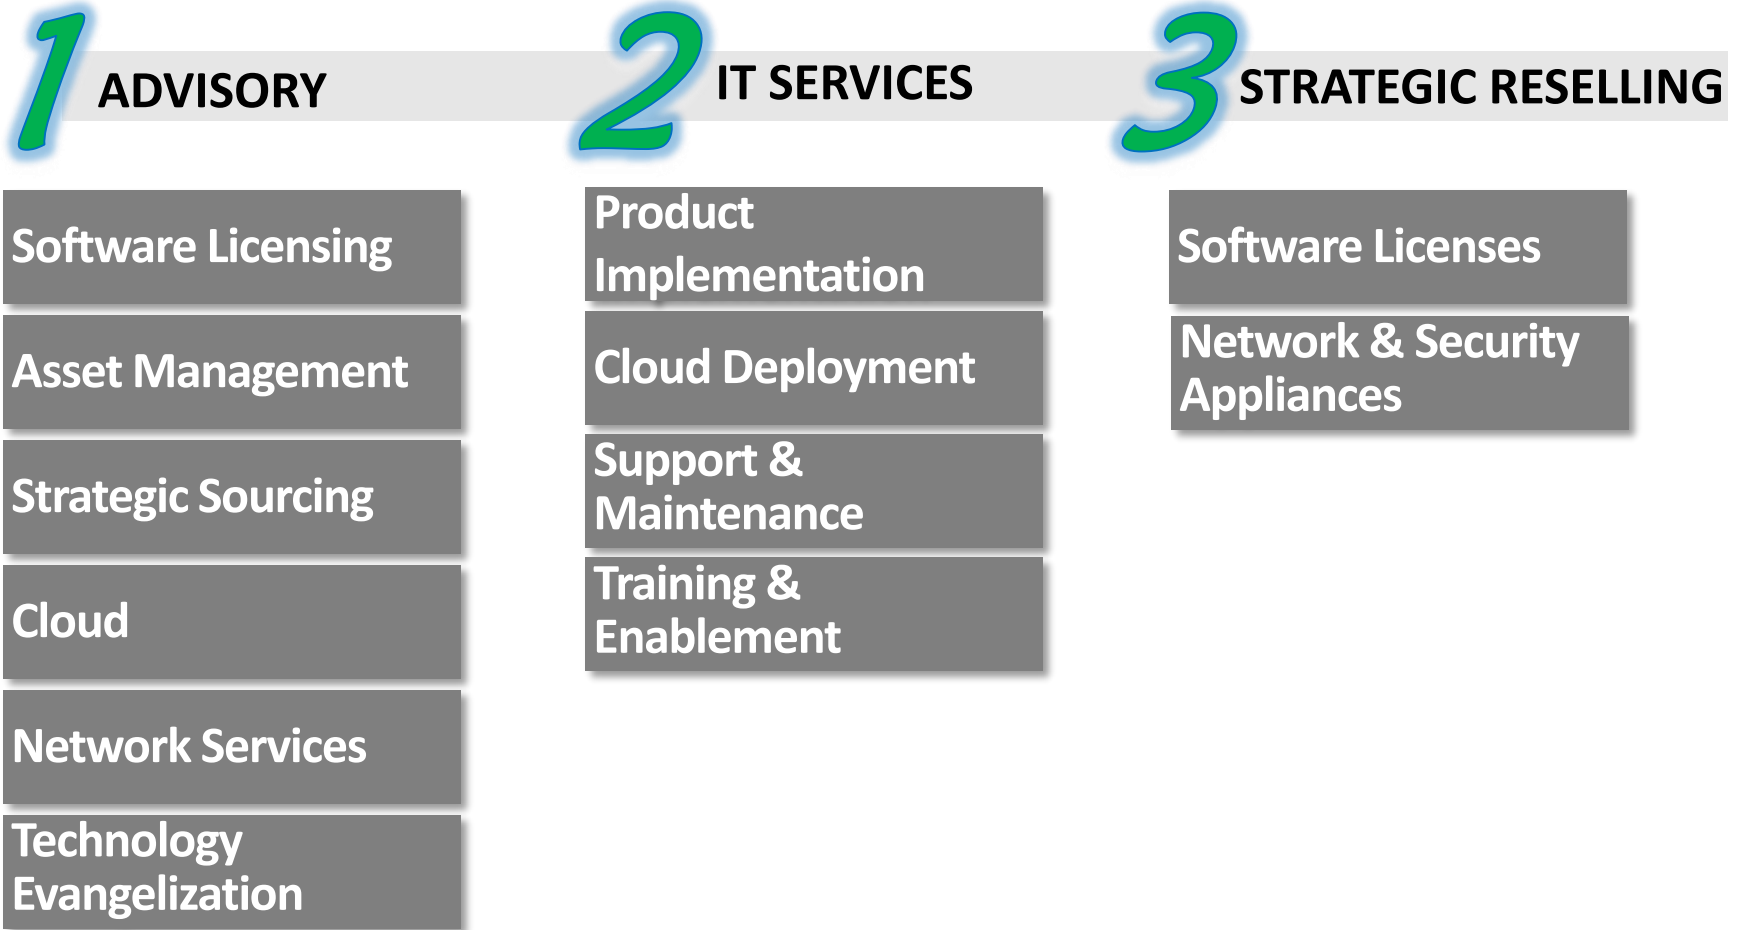 1 ADVISORY
2 IT SERVICES
3 STRATEGIC RESELLING
Software Licensing
Asset Management
Strategic Sourcing
Cloud
Network Services
Technology
Evangelization
Product
Implementation
Cloud Deployment
Support &
Maintenance
Training &
Enablement
Software Licenses
Network & Security
Appliances